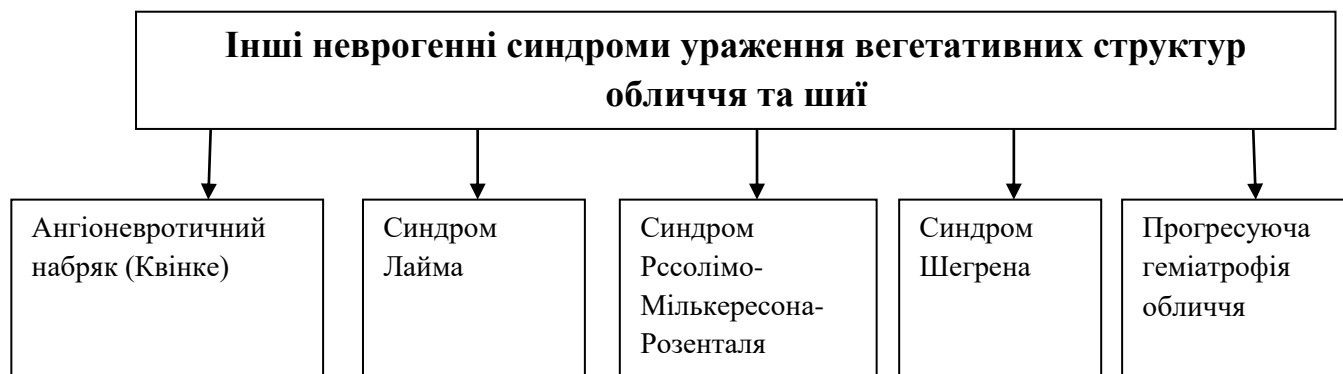 Інші неврогенні синдроми ураження вегетативних структур
обличчя та шиї
Ангіоневротичний
набряк (Квінке)
Синдром
Лайма
Синдром
Рссолімо-
Мількересона-
Розенталя
Синдром
Шегрена
Прогресуюча
геміатрофія
обличчя